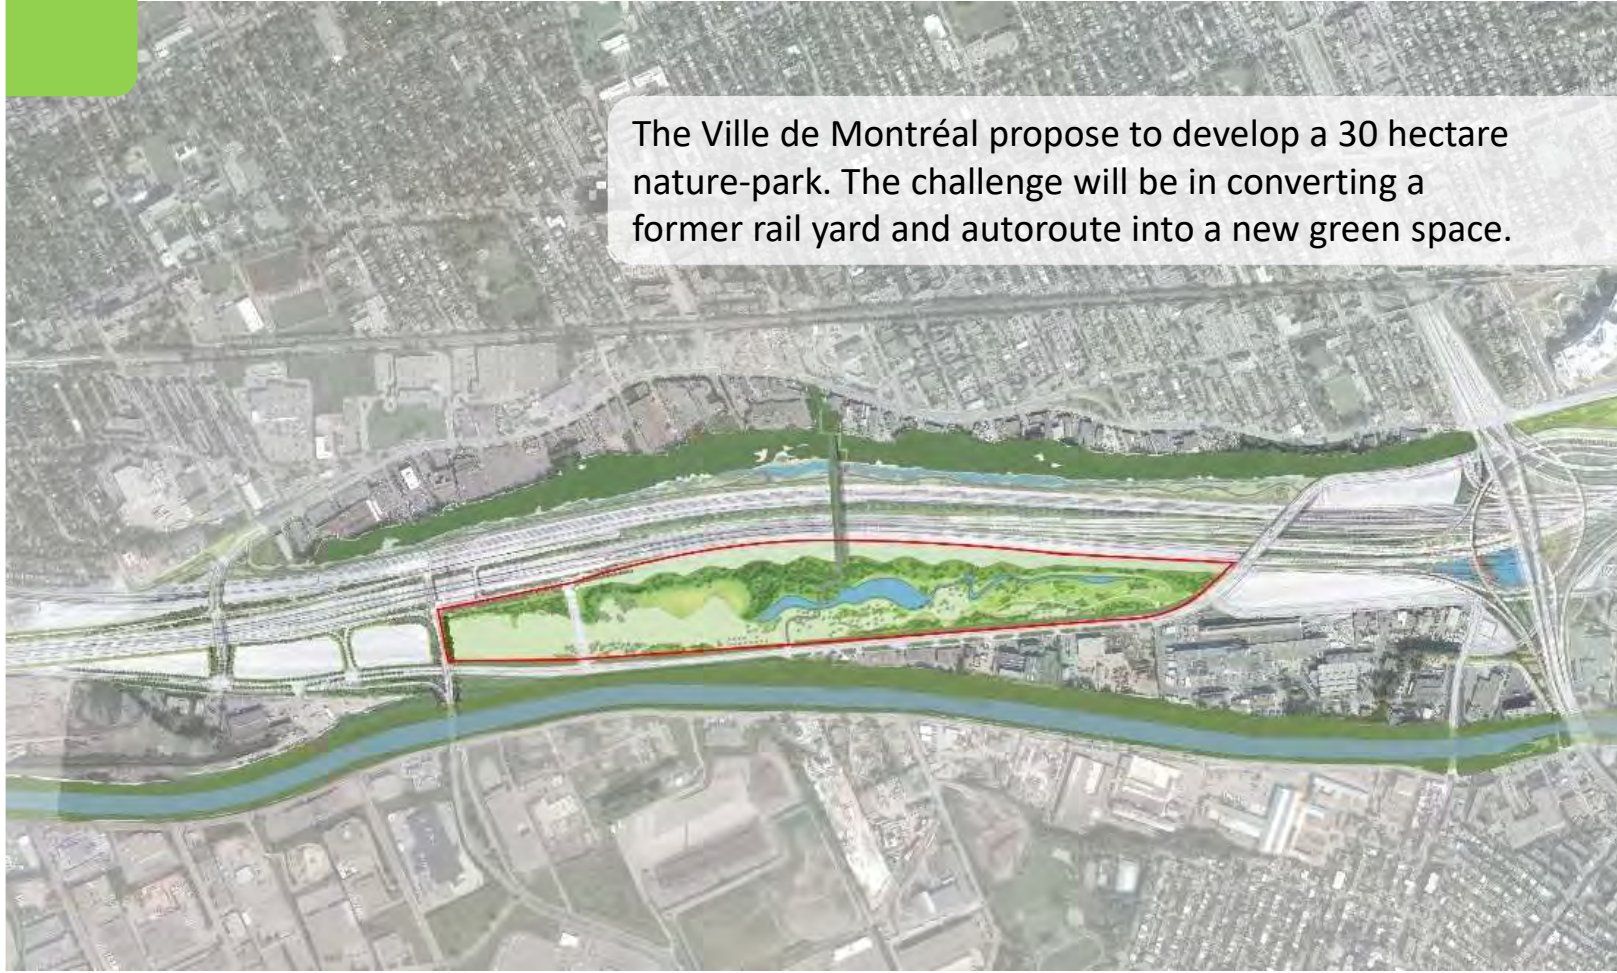 The Ville de Montréal propose to develop a 30 hectare
nature-park. The challenge will be in converting a
former rail yard and autoroute into a new green space.